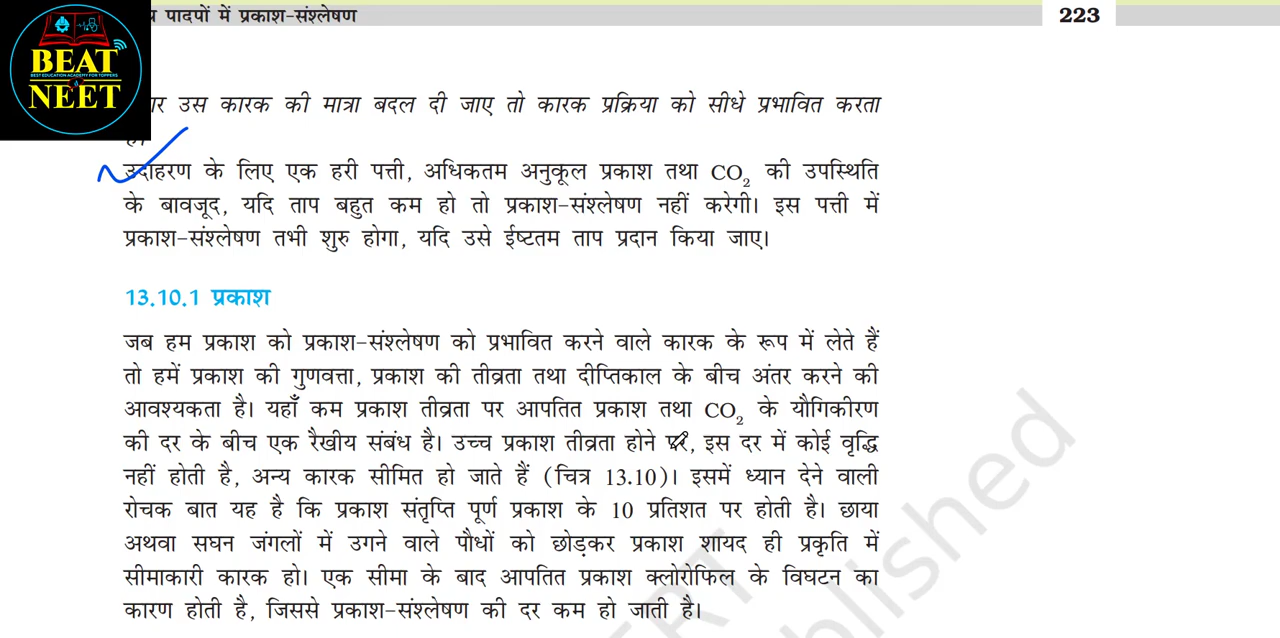 पादपों में प्रकाश-संश्लेषण
223
BEAT
BEST EDUCATION ACADEMY FOR TOPPERS
NEET
उस कारक की मात्रा बदल दी जाए तो कारक प्रक्रिया को सीधे प्रभावित करता
है।
उदाहरण के लिए एक हरी पत्ती, अधिकतम अनुकूल प्रकाश तथा CO₂ की उपस्थिति
के बावजूद, यदि ताप बहुत कम हो तो प्रकाश-संश्लेषण नहीं करेगी। इस पत्ती में
प्रकाश-संश्लेषण तभी शुरु होगा, यदि उसे ईष्टतम ताप प्रदान किया जाए।
13.10.1 प्रकाश
जब हम प्रकाश को प्रकाश-संश्लेषण को प्रभावित करने वाले कारक के रूप में लेते हैं
तो हमें प्रकाश की गुणवत्ता, प्रकाश की तीव्रता तथा दीप्तिकाल के बीच अंतर करने की
आवश्यकता है। यहाँ कम प्रकाश तीव्रता पर आपतित प्रकाश तथा CO₂ के यौगिकीरण
की दर के बीच एक रैखीय संबंध है। उच्च प्रकाश तीव्रता होने पर, इस दर में कोई वृद्धि
नहीं होती है, अन्य कारक सीमित हो जाते हैं (चित्र 13.10)। इसमें ध्यान देने वाली
रोचक बात यह है कि प्रकाश संतृप्ति पूर्ण प्रकाश के 10 प्रतिशत पर होती है। छाया
अथवा सघन जंगलों में उगने वाले पौधों को छोड़कर प्रकाश शायद ही प्रकृति में
सीमाकारी कारक हो। एक सीमा के बाद आपतित प्रकाश क्लोरोफिल के विघटन का
कारण होती है, जिससे प्रकाश-संश्लेषण की दर कम हो जाती है।